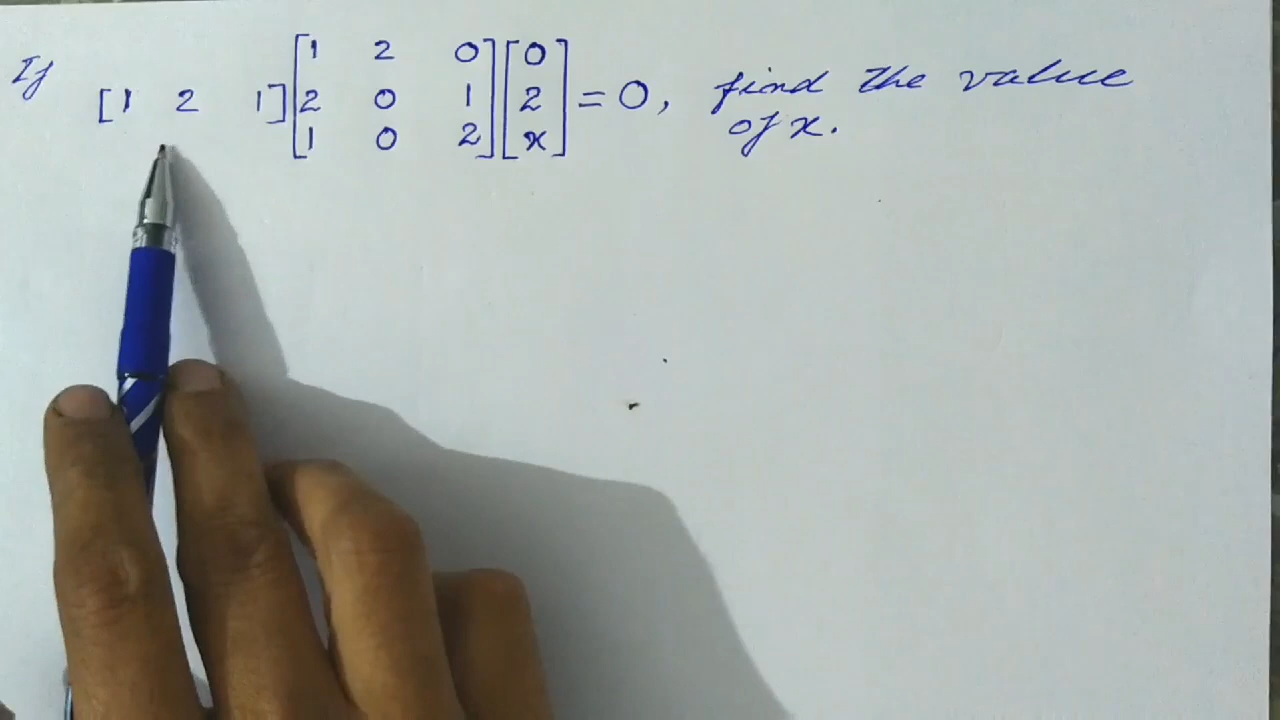 If [1 2 1] [1 2 0] [0] = 0, find the value
[2 0 1] [2] of x.
[1 0 2] [x]